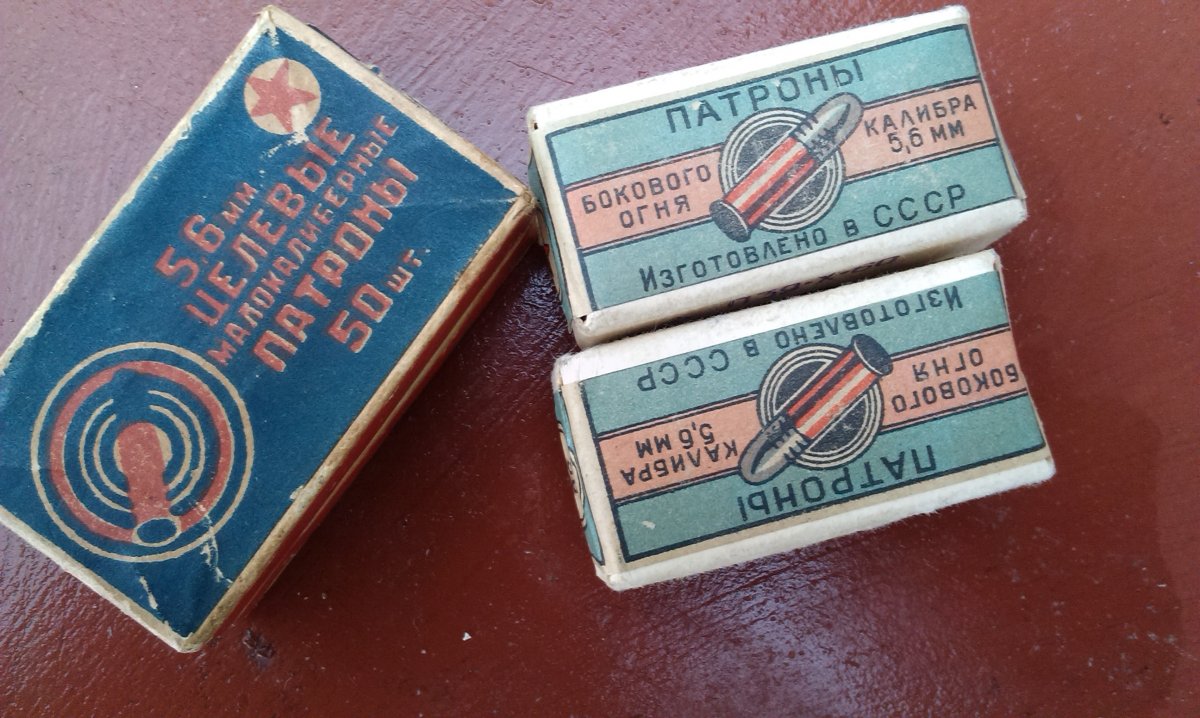 5,6 мм
ЦЕЛЕВЫЕ
МАЛОКАЛИБЕРНЫЕ
ПАТРОНЫ
50 шт.
ПАТРОНЫ
БОКОВОГО
ОГНЯ
КАЛИБРА
5,6 мм
Изготовлено в СССР
ПАТРОНЫ
БОКОВОГО
ОГНЯ
КАЛИБРА
5,6 мм
Изготовлено в СССР